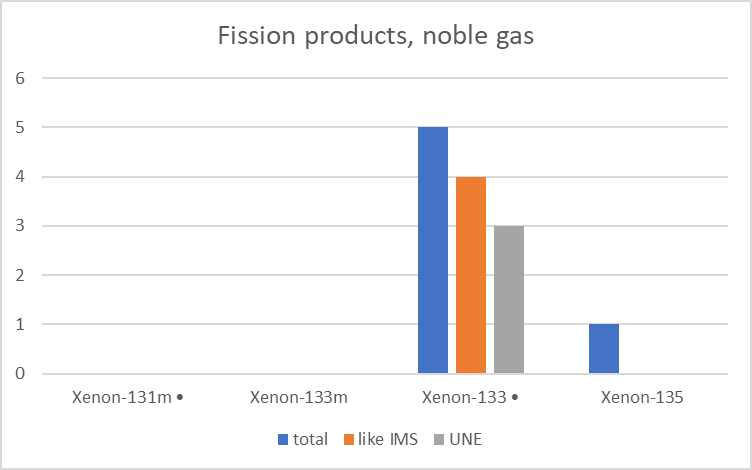 Fission products, noble gas
6
5
4
3
2
1
0
Xenon-131m • Xenon-133m Xenon-133 • Xenon-135
total like IMS UNE